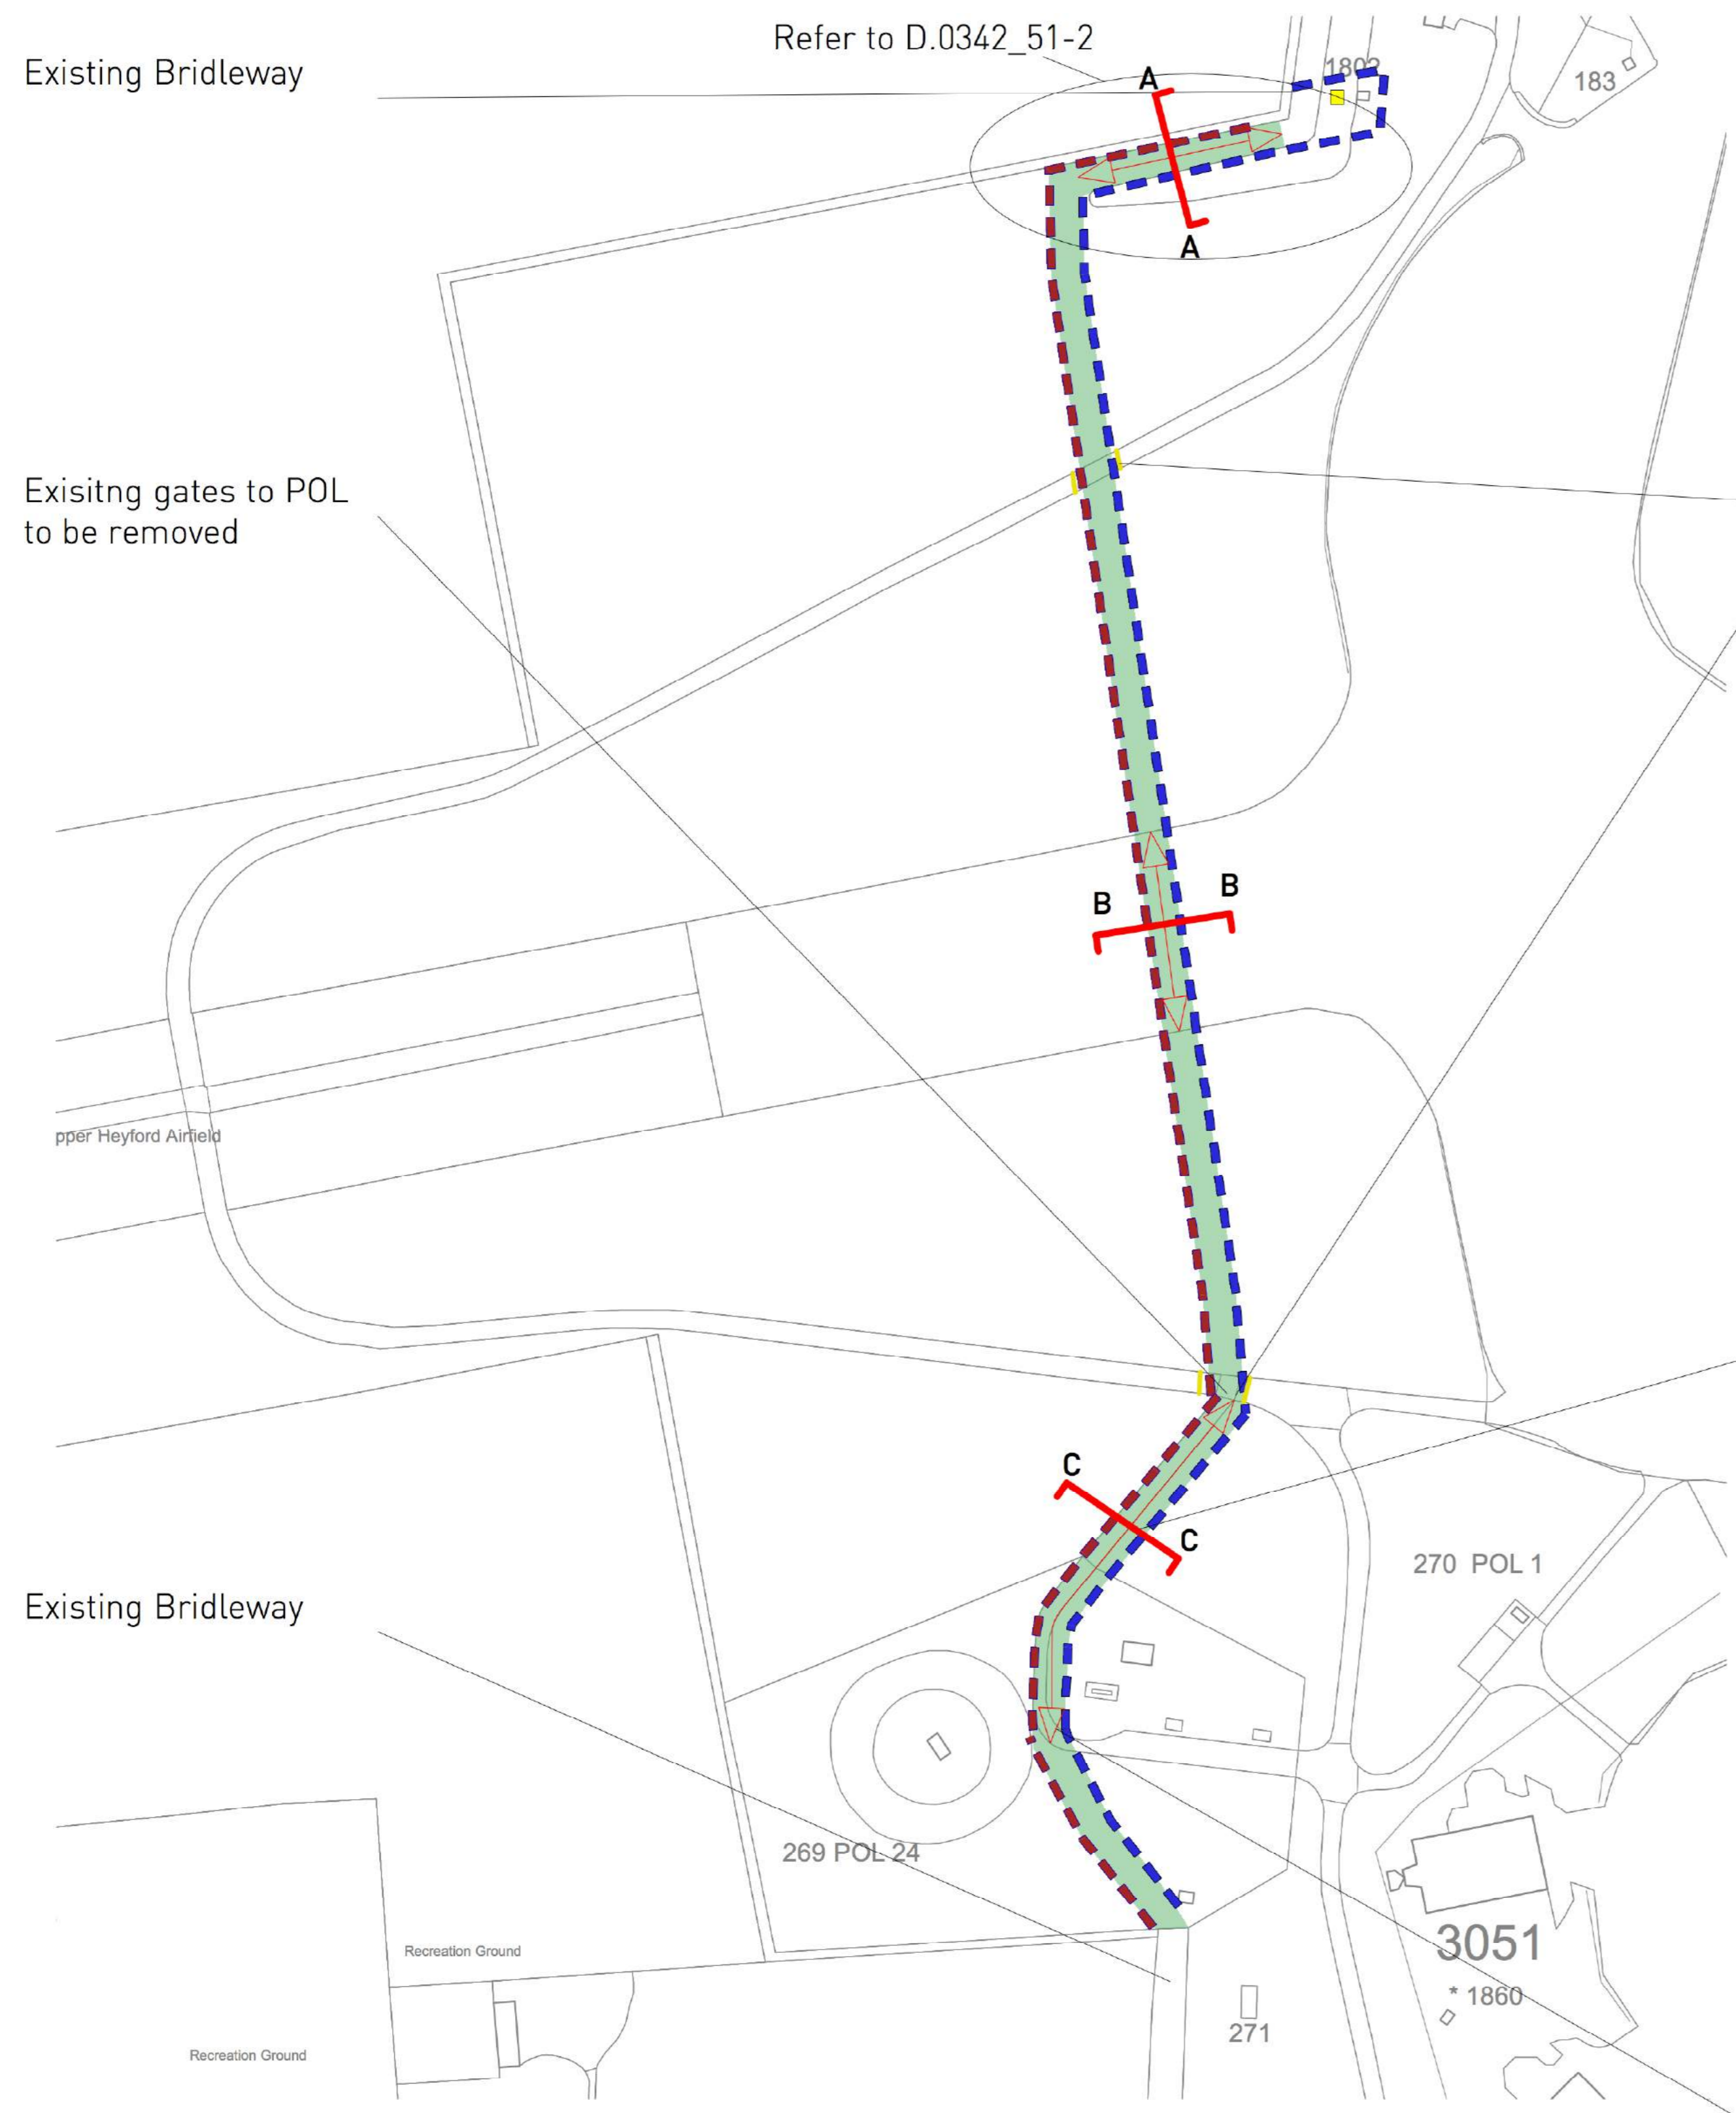 Refer to D.0342_51-2
Existing Bridleway
A
1802
183
A
Exisitng gates to POL
to be removed
B
B
pper Heyford Airfield
C
C
270 POL 1
Existing Bridleway
269 POL 24
3051
Recreation Ground
* 1860
271
Recreation Ground